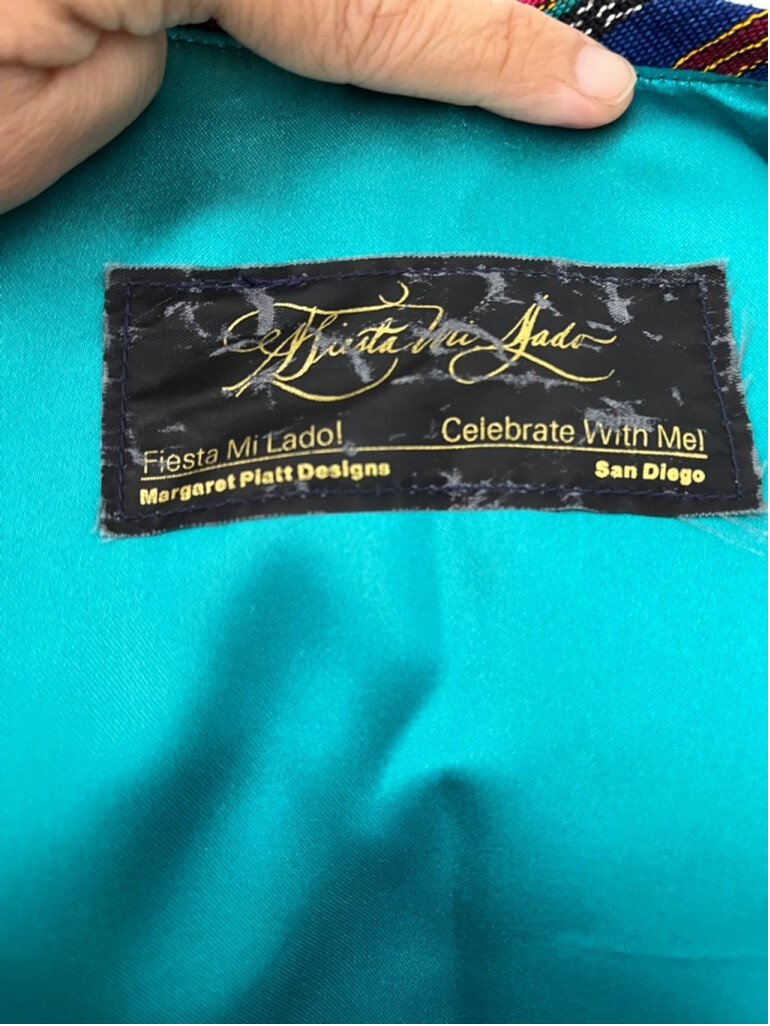 Fiesta Mi Lado
Fiesta Mi Lado! Celebrate With Me!
Margaret Piatt Designs San Diego